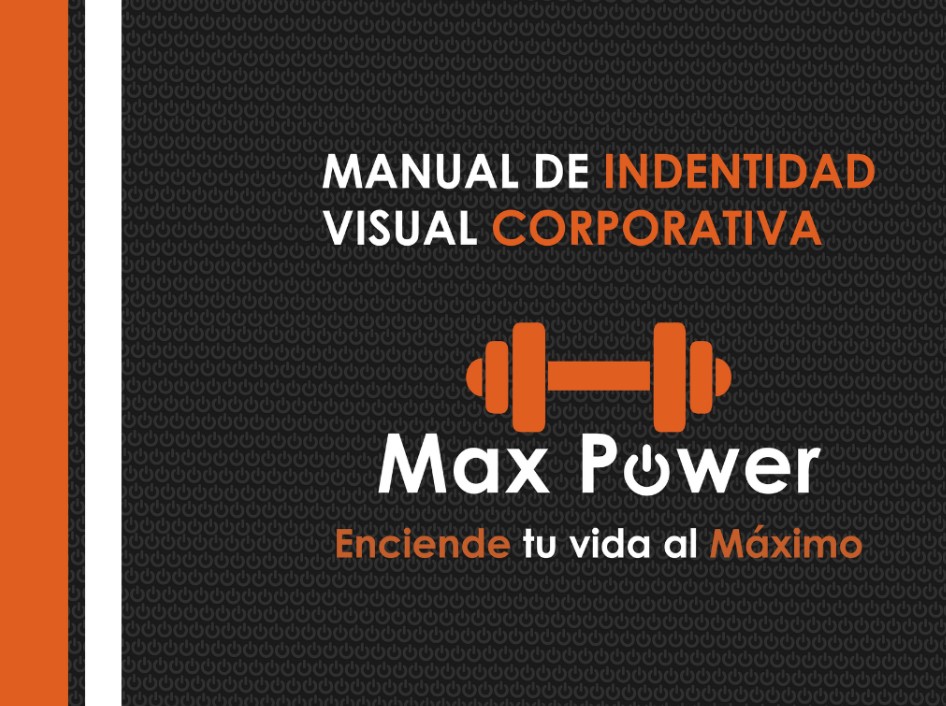 MANUAL DE INDENTIDAD
VISUAL CORPORATIVA
Max Power
Enciende tu vida al Máximo